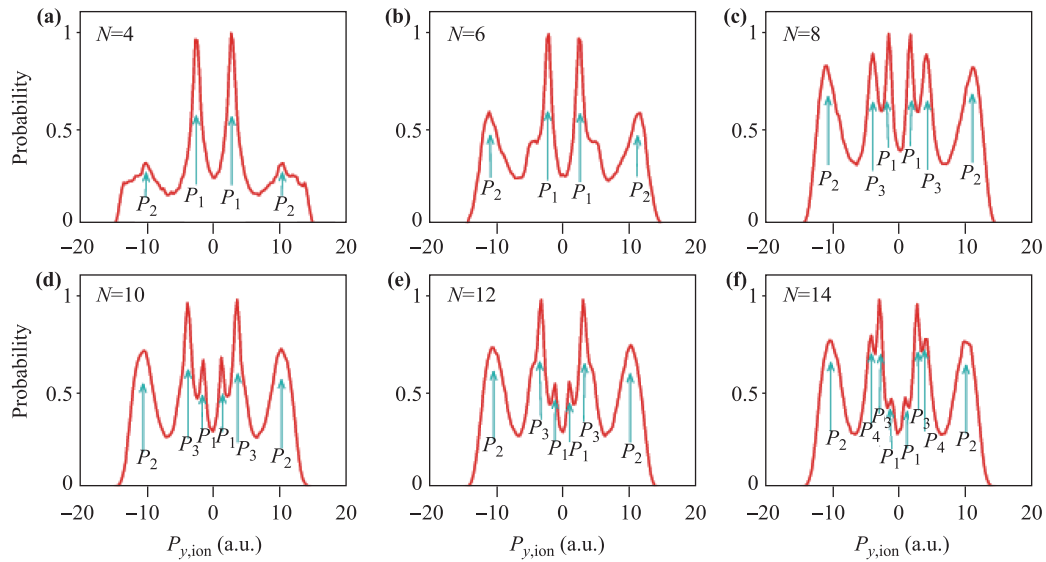 (a) N=4
1
0.5
0
Probability
P2 P1 P1 P2
−20 −10 0 10 20
(b) N=6
1
0.5
0
P2 P1 P1 P2
−20 −10 0 10 20
(c) N=8
1
0.5
0
P2 P3 P1 P1 P3 P2
−20 −10 0 10 20
(d) N=10
1
0.5
0
Probability
P2 P3 P1 P1 P3 P2
−20 −10 0 10 20
Py,ion (a.u.)
(e) N=12
1
0.5
0
P2 P3 P1 P1 P3 P2
−20 −10 0 10 20
Py,ion (a.u.)
(f) N=14
1
0.5
0
P2 P4 P3 P1 P1 P3 P4 P2
−20 −10 0 10 20
Py,ion (a.u.)